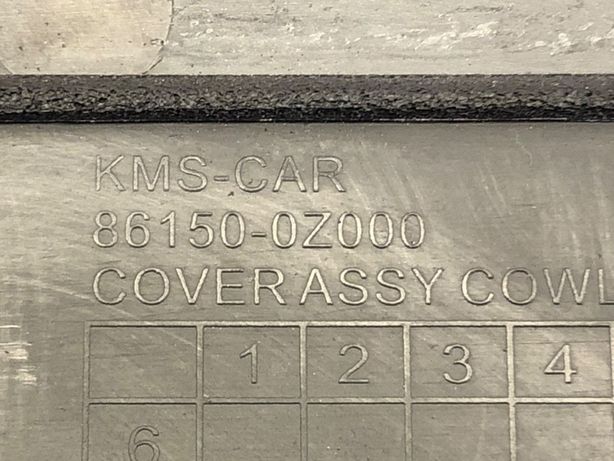 KMS-CAR
86150-0Z000
COVER ASSY COWL
1 2 3 4
6